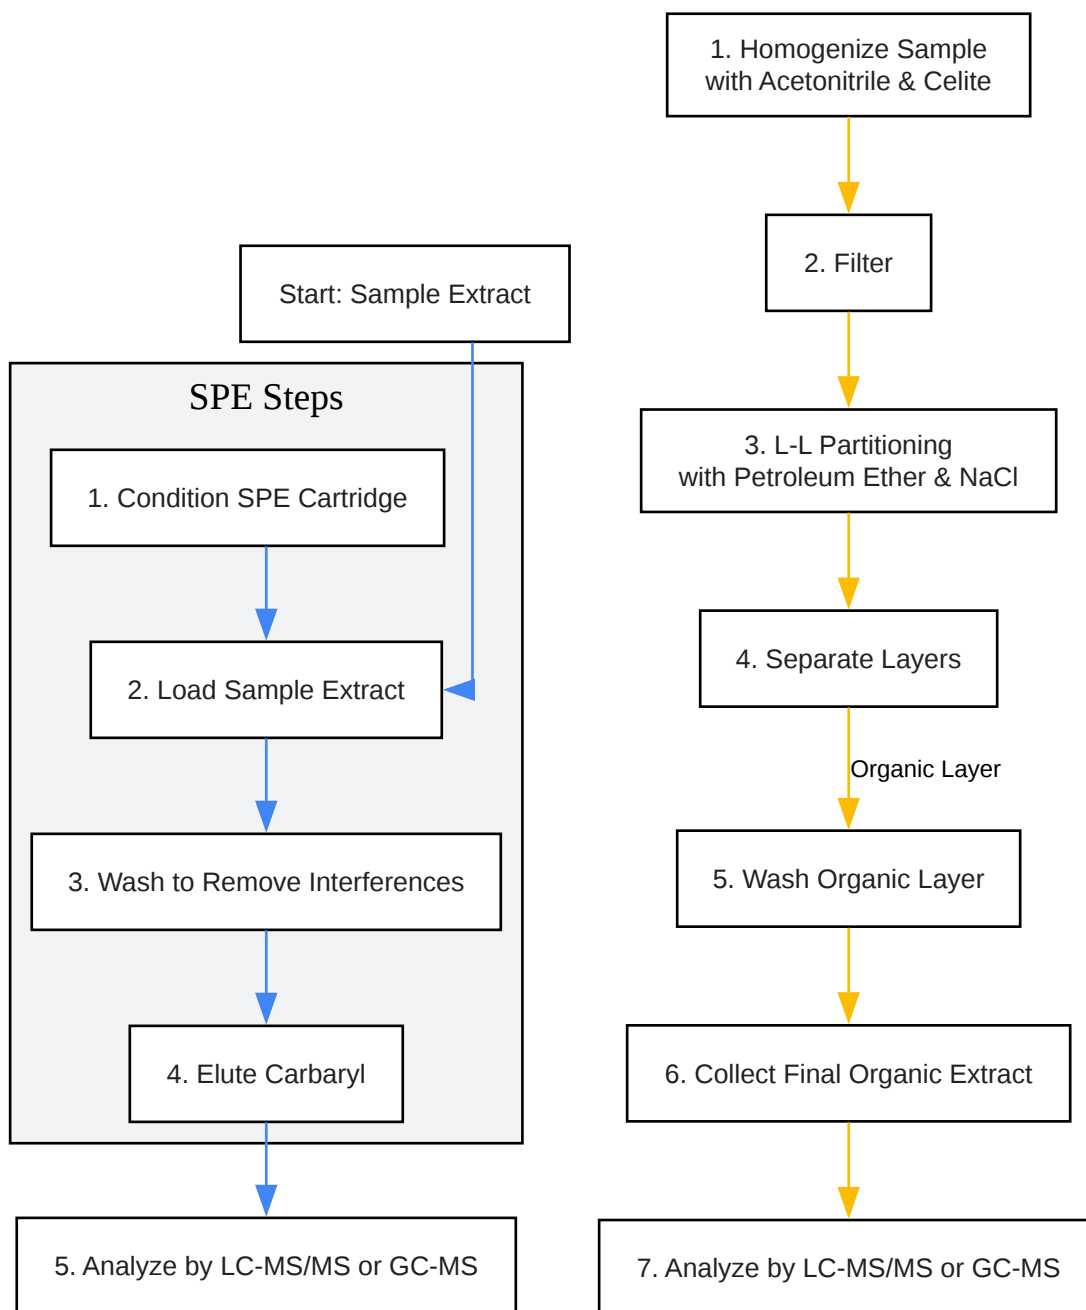 Start: Sample Extract
SPE Steps
1. Condition SPE Cartridge
2. Load Sample Extract
3. Wash to Remove Interferences
4. Elute Carbaryl
5. Analyze by LC-MS/MS or GC-MS
1. Homogenize Sample
with Acetonitrile & Celite
2. Filter
3. L-L Partitioning
with Petroleum Ether & NaCl
4. Separate Layers
Organic Layer
5. Wash Organic Layer
6. Collect Final Organic Extract
7. Analyze by LC-MS/MS or GC-MS